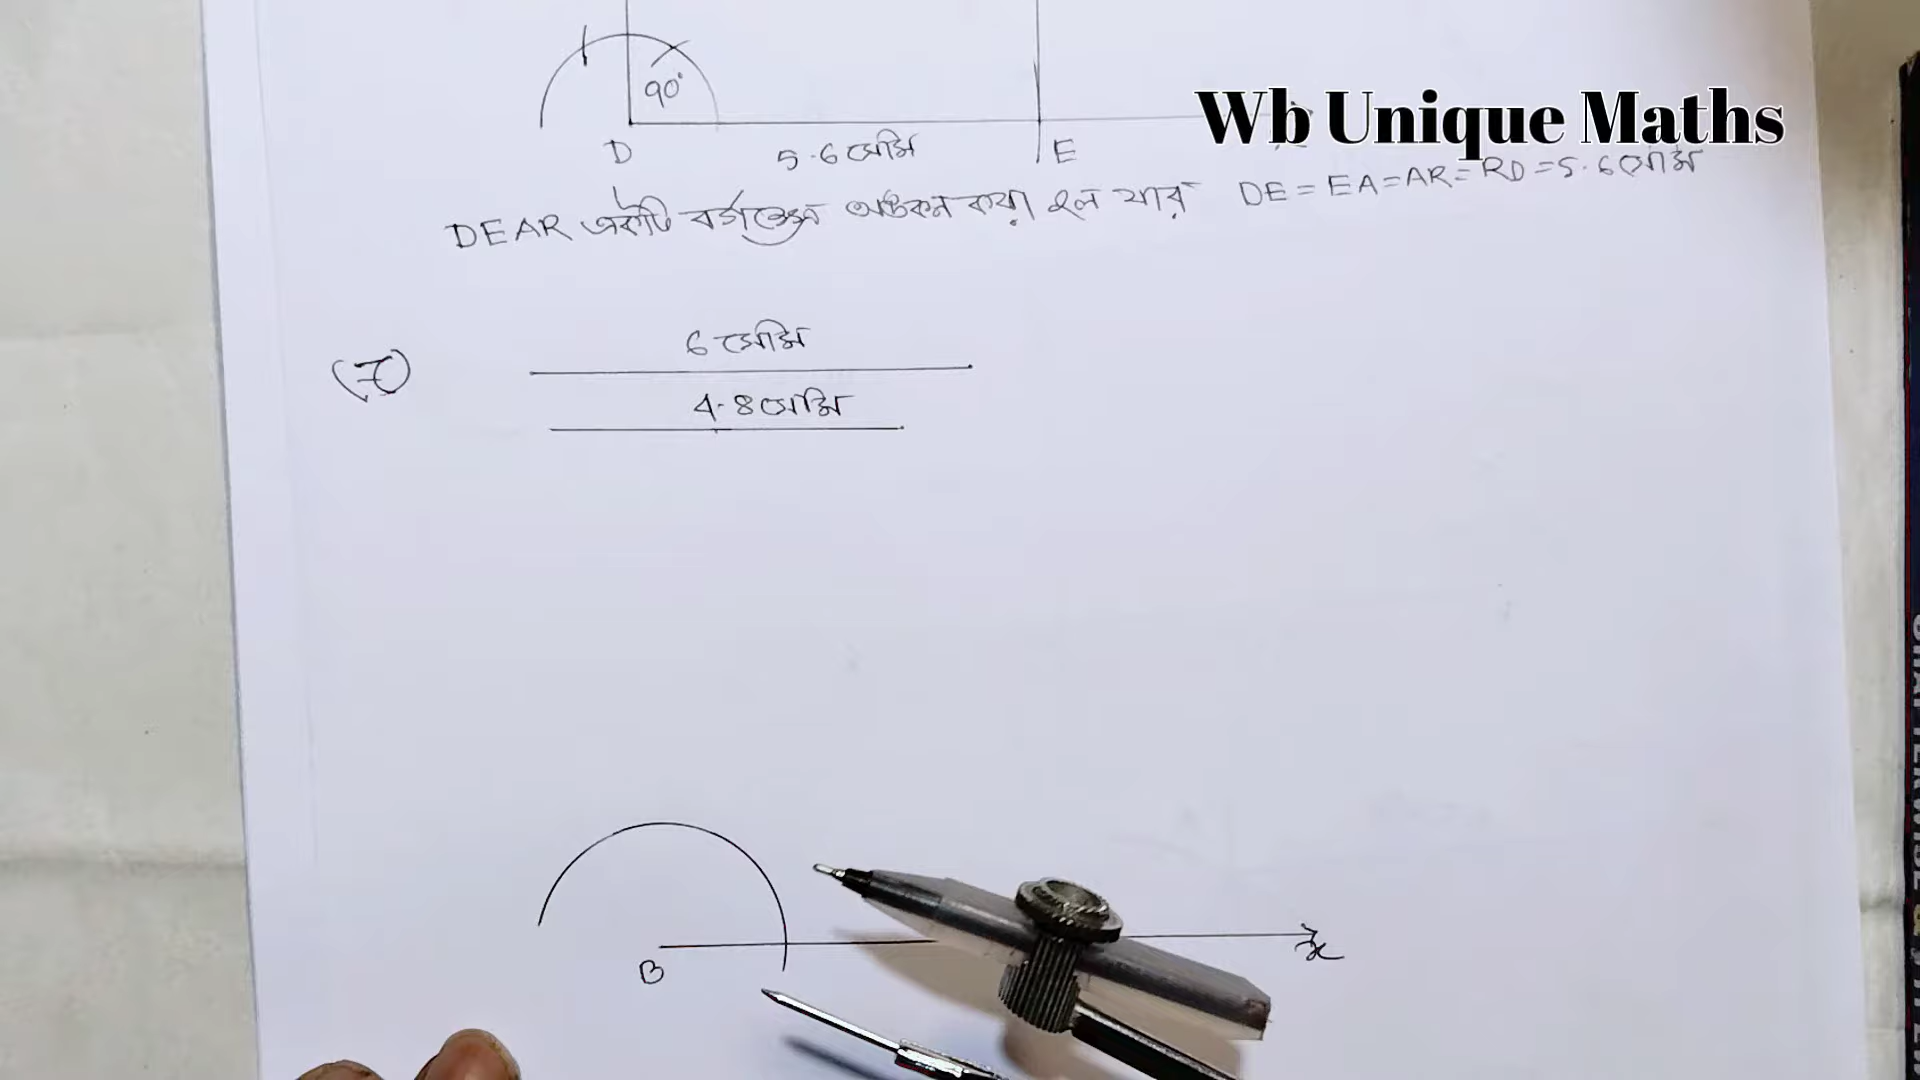 90°
Wb Unique Maths
D
5.6 সেমি
E
DEAR একটি বর্গক্ষেত্র অঙ্কন করা হল যার DE = EA = AR = RD = 5.6 সেমি
6 সেমি
4.8 সেমি
B
x